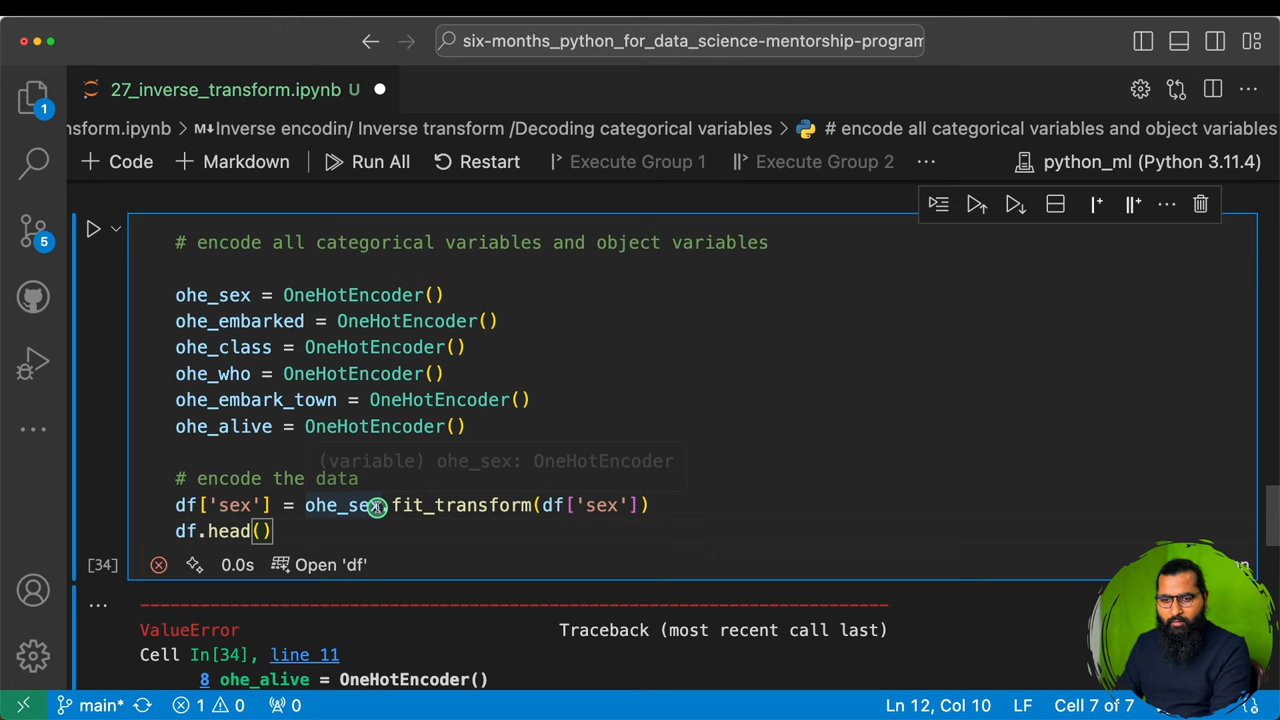 six-months_python_for_data_science-mentorship-program
27_inverse_transform.ipynb U
nsform.ipynb > M↓Inverse encodin/ Inverse transform /Decoding categorical variables > # encode all categorical variables and object variables
+ Code + Markdown Run All Restart Execute Group 1 Execute Group 2 ... python_ml (Python 3.11.4)
1
5
# encode all categorical variables and object variables
ohe_sex = OneHotEncoder()
ohe_embarked = OneHotEncoder()
ohe_class = OneHotEncoder()
ohe_who = OneHotEncoder()
ohe_embark_town = OneHotEncoder()
ohe_alive = OneHotEncoder()
(variable) ohe_sex: OneHotEncoder
# encode the data
df['sex'] = ohe_sex.fit_transform(df['sex'])
df.head()
[34] 0.0s Open 'df'
ValueError Traceback (most recent call last)
Cell In[34], line 11
8 ohe_alive = OneHotEncoder()
main* 1 0 0 Ln 12, Col 10 LF Cell 7 of 7